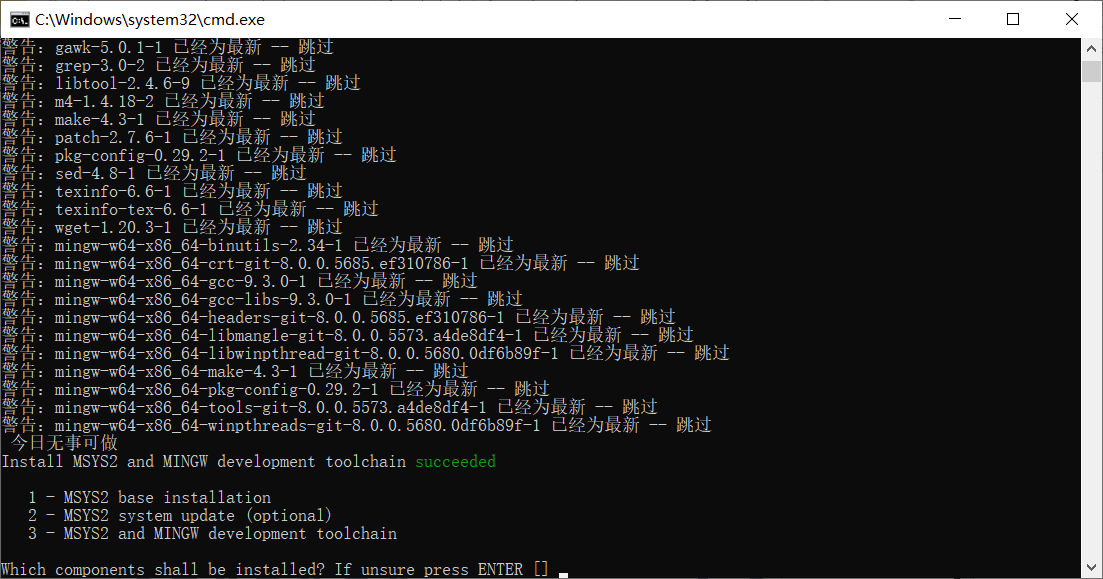 C:\Windows\system32\cmd.exe
警告：gawk-5.0.1-1 已经为最新 -- 跳过
警告：grep-3.0-2 已经为最新 -- 跳过
警告：libtool-2.4.6-9 已经为最新 -- 跳过
警告：m4-1.4.18-2 已经为最新 -- 跳过
警告：make-4.3-1 已经为最新 -- 跳过
警告：patch-2.7.6-1 已经为最新 -- 跳过
警告：pkg-config-0.29.2-1 已经为最新 -- 跳过
警告：sed-4.8-1 已经为最新 -- 跳过
警告：texinfo-6.6-1 已经为最新 -- 跳过
警告：texinfo-tex-6.6-1 已经为最新 -- 跳过
警告：wget-1.20.3-1 已经为最新 -- 跳过
警告：mingw-w64-x86_64-binutils-2.34-1 已经为最新 -- 跳过
警告：mingw-w64-x86_64-crt-git-8.0.0.5685.ef310786-1 已经为最新 -- 跳过
警告：mingw-w64-x86_64-gcc-9.3.0-1 已经为最新 -- 跳过
警告：mingw-w64-x86_64-gcc-libs-9.3.0-1 已经为最新 -- 跳过
警告：mingw-w64-x86_64-headers-git-8.0.0.5685.ef310786-1 已经为最新 -- 跳过
警告：mingw-w64-x86_64-libmangle-git-8.0.0.5573.a4de8df4-1 已经为最新 -- 跳过
警告：mingw-w64-x86_64-libwinpthread-git-8.0.0.5680.0df6b89f-1 已经为最新 -- 跳过
警告：mingw-w64-x86_64-make-4.3-1 已经为最新 -- 跳过
警告：mingw-w64-x86_64-pkg-config-0.29.2-1 已经为最新 -- 跳过
警告：mingw-w64-x86_64-tools-git-8.0.0.5573.a4de8df4-1 已经为最新 -- 跳过
警告：mingw-w64-x86_64-winpthreads-git-8.0.0.5680.0df6b89f-1 已经为最新 -- 跳过
今日无事可做
Install MSYS2 and MINGW development toolchain succeeded
1 - MSYS2 base installation
2 - MSYS2 system update (optional)
3 - MSYS2 and MINGW development toolchain
Which components shall be installed? If unsure press ENTER []